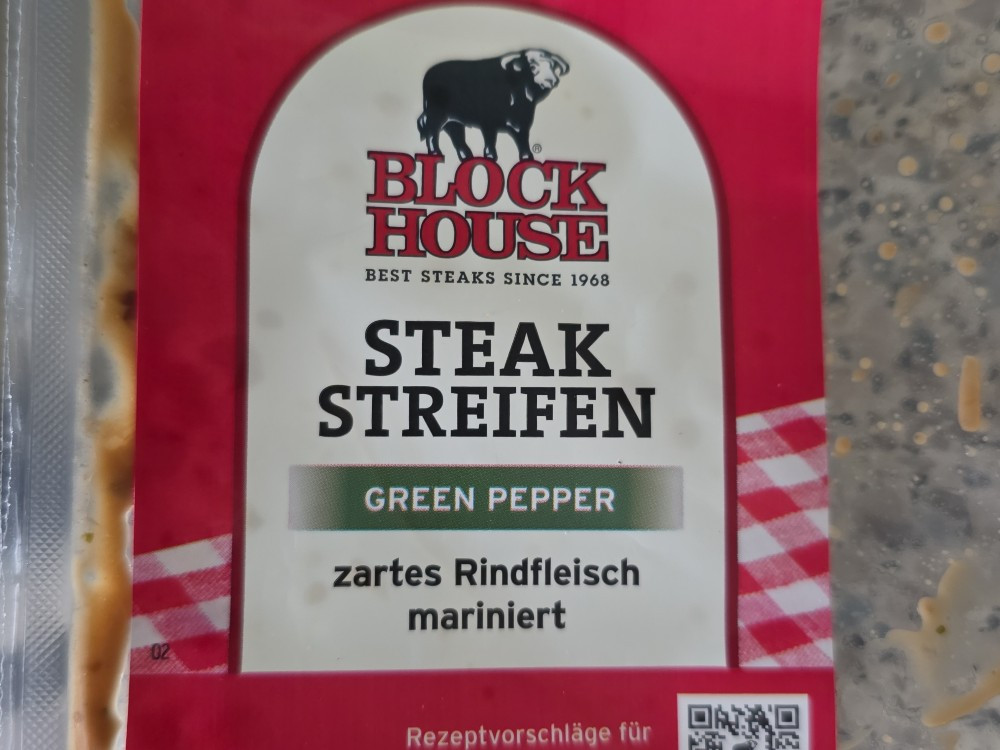 BLOCK
HOUSE
BEST STEAKS SINCE 1968
STEAK
STREIFEN
GREEN PEPPER
zartes Rindfleisch
mariniert
02
Rezeptvorschläge für